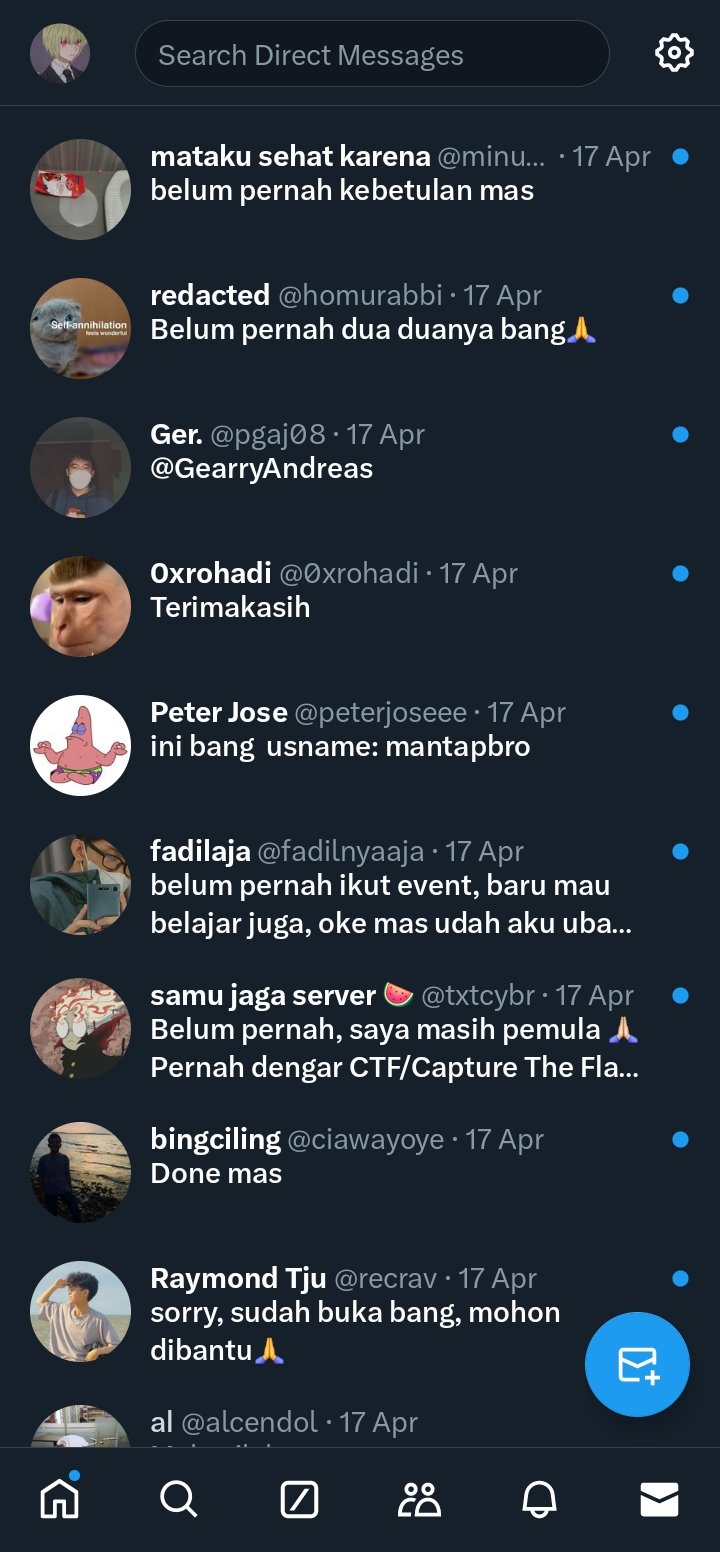 Search Direct Messages
mataku sehat karena @minu... · 17 Apr
belum pernah kebetulan mas
Self-annihilation
feels wonderful
redacted @homurabbi · 17 Apr
Belum pernah dua duanya bang🙏
Ger. @pgaj08 · 17 Apr
@GearryAndreas
0xrohadi @0xrohadi · 17 Apr
Terimakasih
Peter Jose @peterjoseee · 17 Apr
ini bang  usname: mantapbro
fadilaja @fadilnyaaja · 17 Apr
belum pernah ikut event, baru mau
belajar juga, oke mas udah aku uba...
samu jaga server 🍉 @txtcybr · 17 Apr
Belum pernah, saya masih pemula 🙏🏻
Pernah dengar CTF/Capture The Fla...
bingciling @ciawayoye · 17 Apr
Done mas
Raymond Tju @recrav · 17 Apr
sorry, sudah buka bang, mohon
dibantu🙏
al @alcendol · 17 Apr